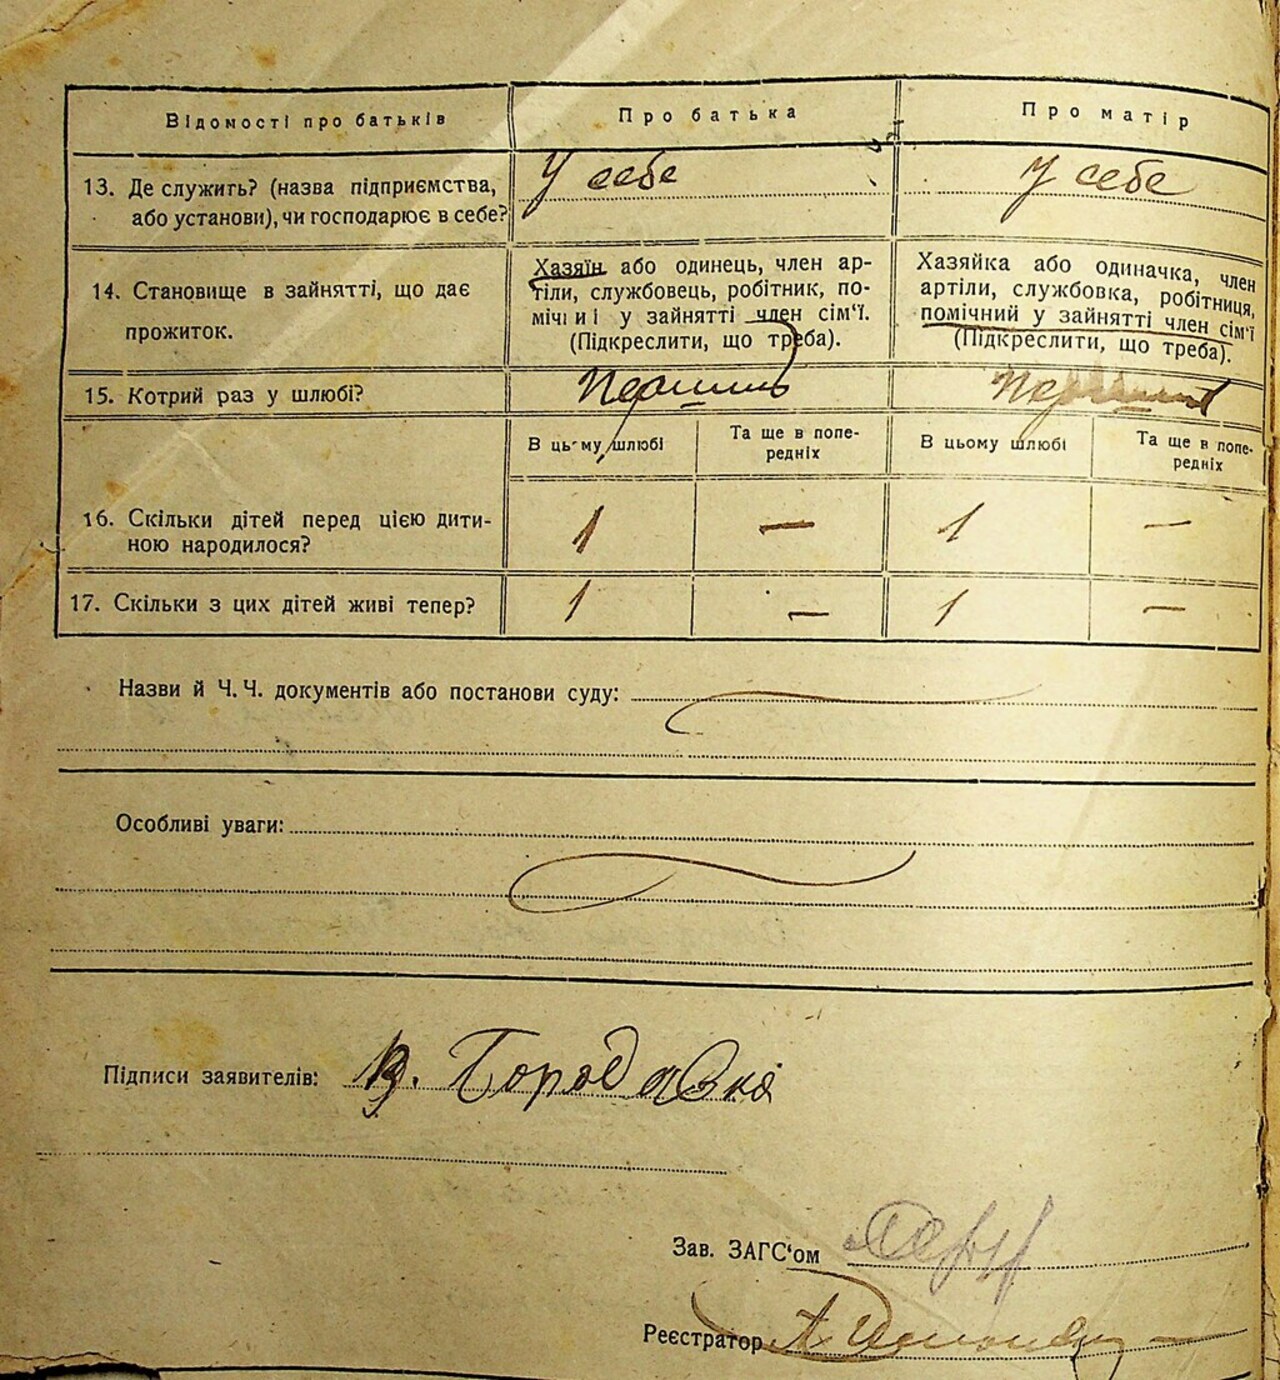 Відомості про батьків Про батька Про матір
13. Де служить? (назва підприємства, У себе У себе
або установи), чи господарює в себе?
14. Становище в зайнятті, що дає
прожиток.
Хазяїн або одинець, член ар-
тіли, службовець, робітник, по-
мічний у зайнятті член сім'ї.
(Підкреслити, що треба).
Хазяйка або одиначка, член
артіли, службовка, робітниця,
помічний у зайнятті член сім'ї
(Підкреслити, що треба).
15. Котрий раз у шлюбі? Перший Перший
В цьому шлюбі Та ще в попе-
редніх В цьому шлюбі Та ще в попе-
редніх
16. Скільки дітей перед цією дити- 1 — 1 —
ною народилося?
17. Скільки з цих дітей живі тепер? 1 — 1 —
Назви й Ч. Ч. документів або постанови суду:
Особливі уваги:
Підписи заявителів: В. Бородавка
Зав. ЗАГС'ом
Реєстратор